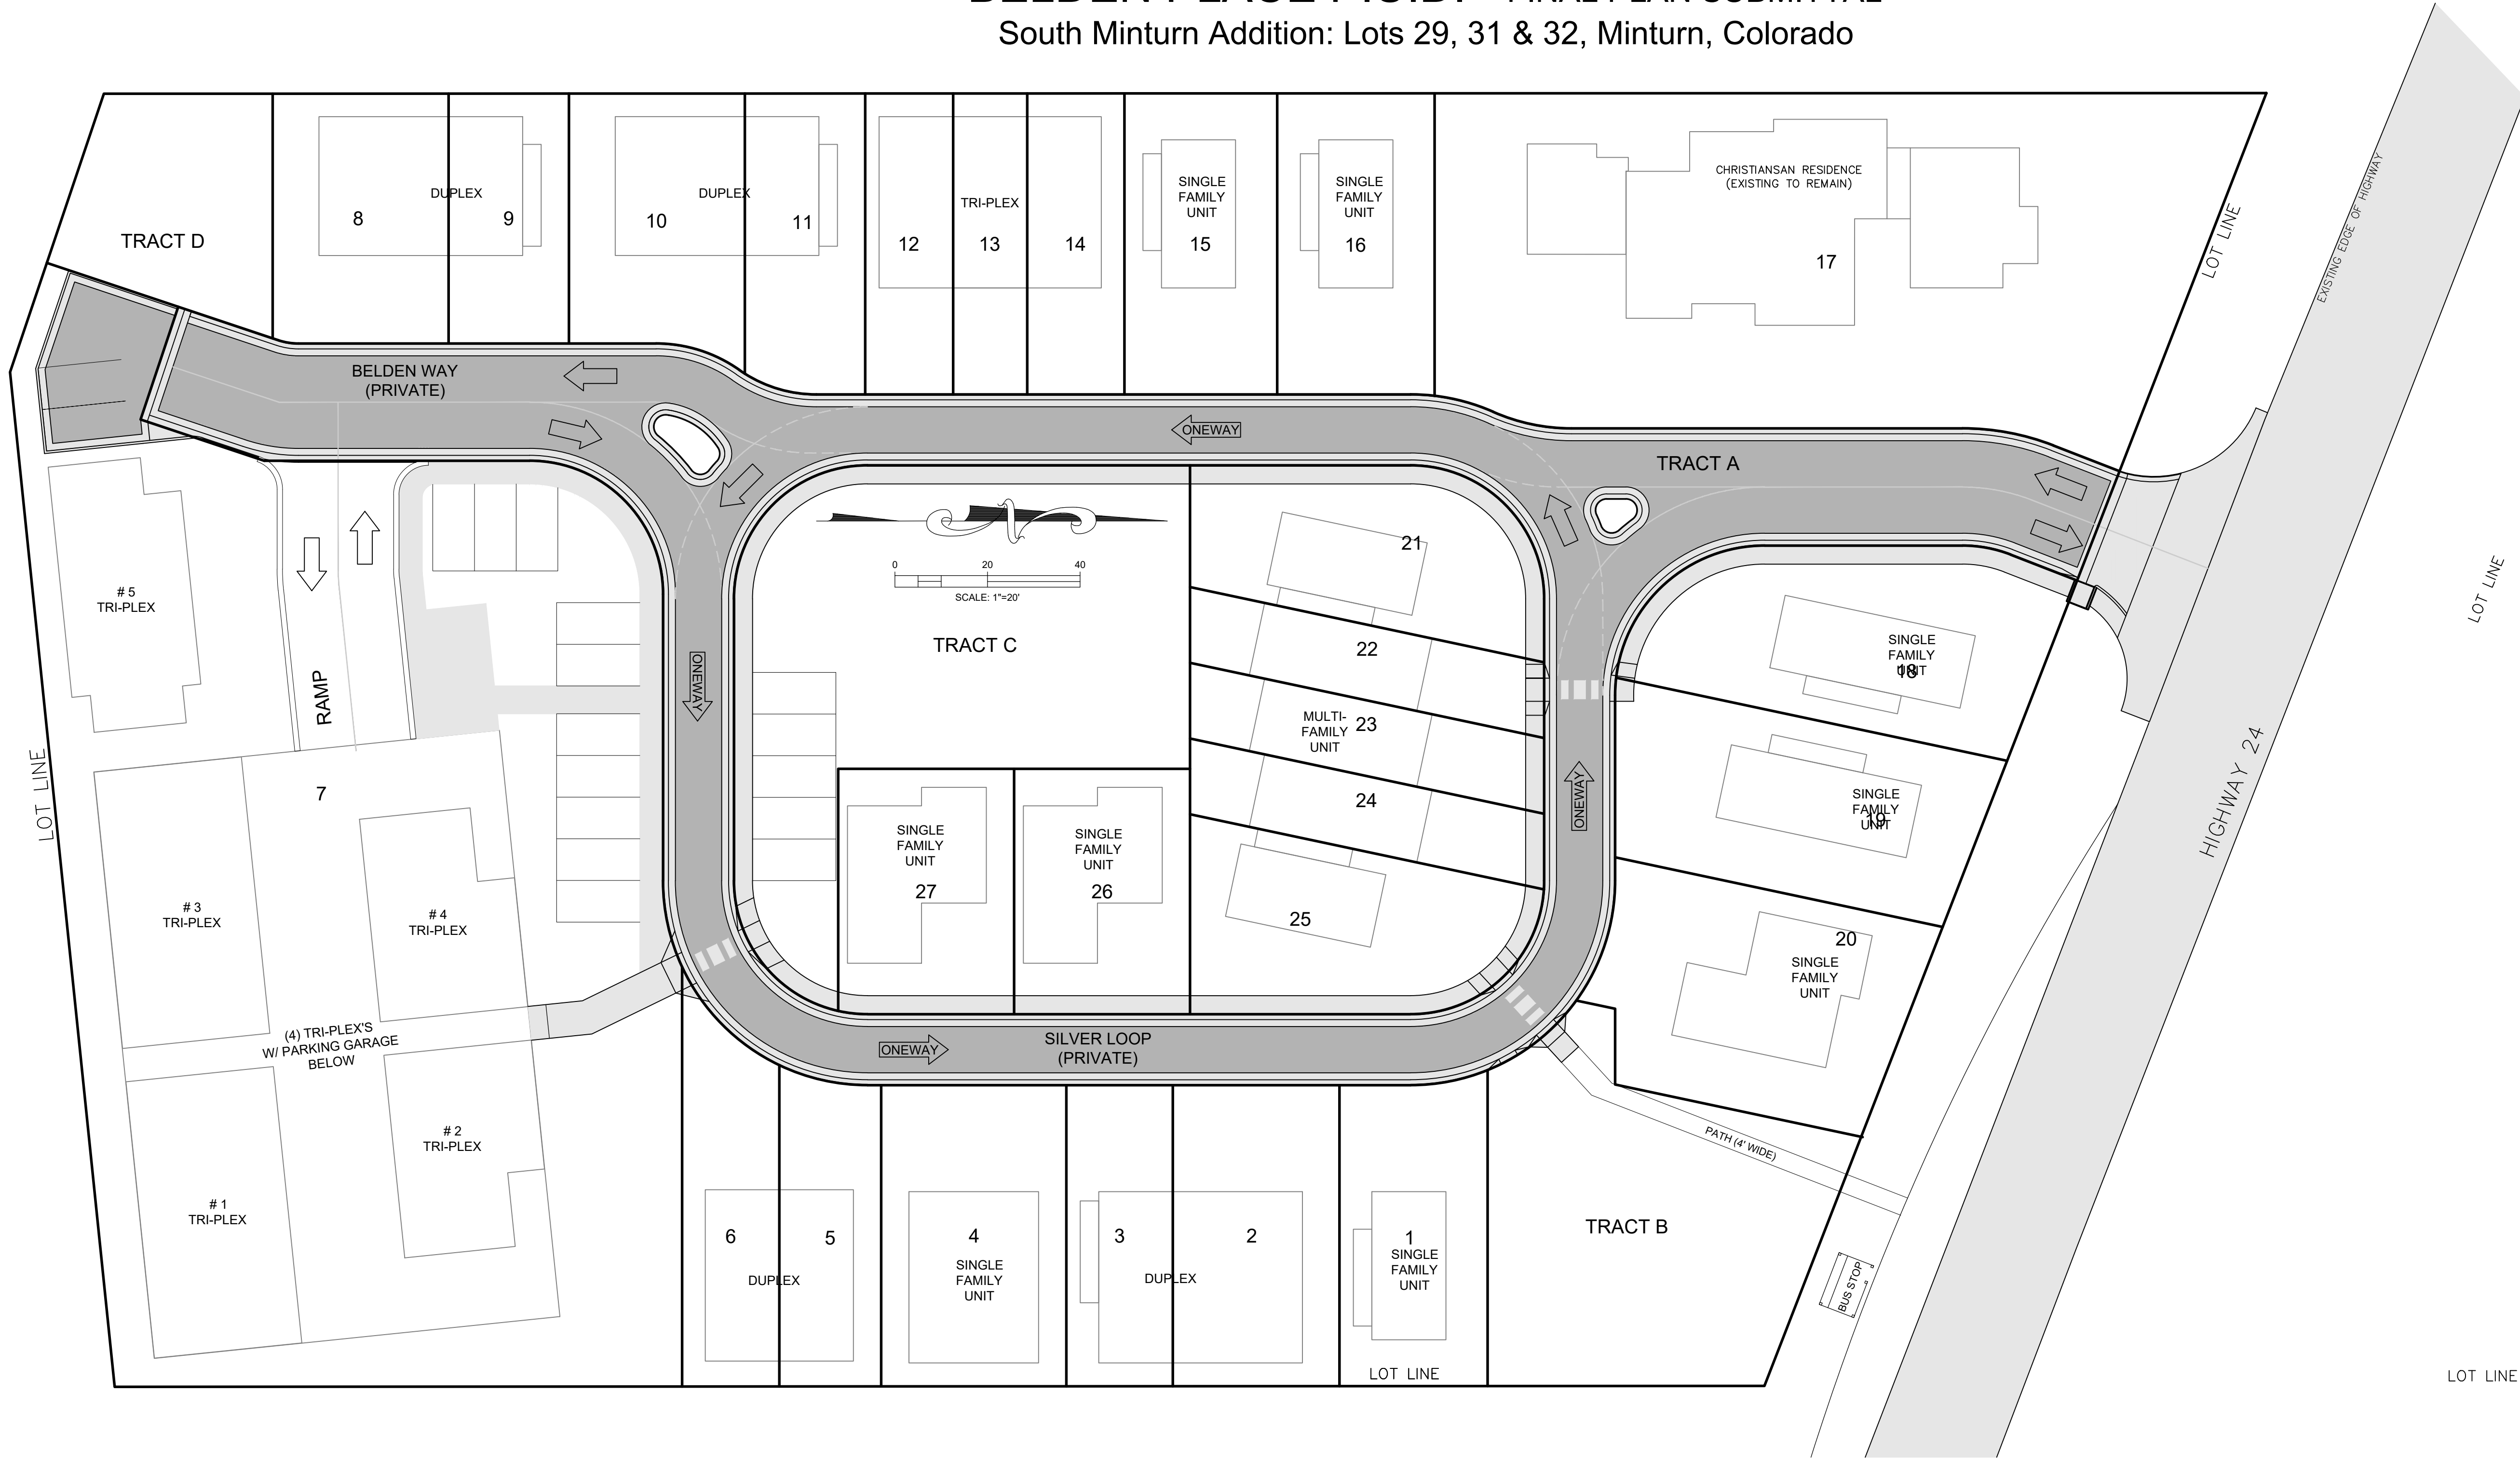 BELDEN PLACE P.U.D. - FINAL PLAN SUBMITTAL
South Minturn Addition: Lots 29, 31 & 32, Minturn, Colorado
TRACT D
8
DUPLEX
9
10
DUPLEX
11
12
TRI-PLEX
13
14
SINGLE
FAMILY
UNIT
15
SINGLE
FAMILY
UNIT
16
CHRISTIANSAN RESIDENCE
(EXISTING TO REMAIN)
17
LOT LINE
EXISTING EDGE OF HIGHWAY
BELDEN WAY
(PRIVATE)
ONEWAY
TRACT A
0
20
40
SCALE: 1"=20'
TRACT C
21
22
MULTI-
FAMILY
UNIT
23
24
25
SINGLE
FAMILY
UNIT
18
SINGLE
FAMILY
UNIT
19
20
SINGLE
FAMILY
UNIT
LOT LINE
HIGHWAY 24
# 5
TRI-PLEX
RAMP
ONEWAY
ONEWAY
LOT LINE
7
# 3
TRI-PLEX
# 4
TRI-PLEX
SINGLE
FAMILY
UNIT
27
SINGLE
FAMILY
UNIT
26
(4) TRI-PLEX'S
W/ PARKING GARAGE
BELOW
ONEWAY
SILVER LOOP
(PRIVATE)
# 2
TRI-PLEX
# 1
TRI-PLEX
6
5
DUPLEX
4
SINGLE
FAMILY
UNIT
3
2
DUPLEX
1
SINGLE
FAMILY
UNIT
PATH (4' WIDE)
TRACT B
BUS STOP
LOT LINE
LOT LINE